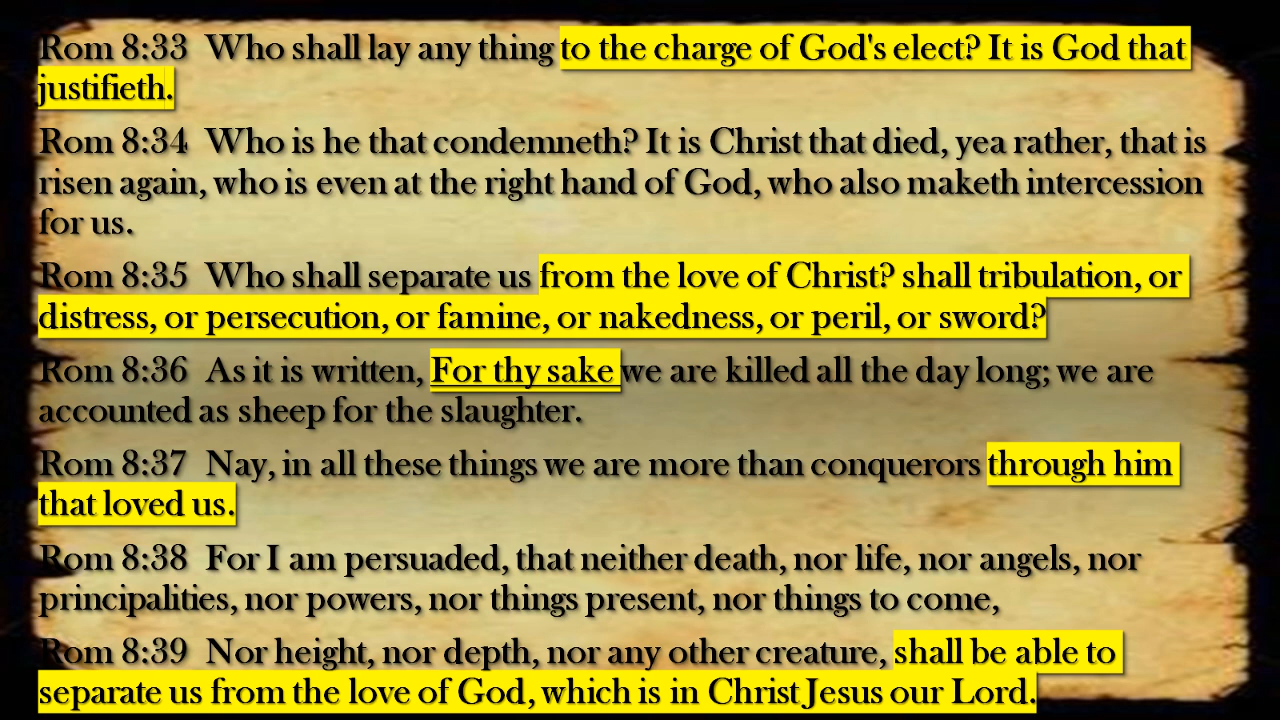 Rom 8:33  Who shall lay any thing to the charge of God's elect? It is God that
justifieth.
Rom 8:34  Who is he that condemneth? It is Christ that died, yea rather, that is
risen again, who is even at the right hand of God, who also maketh intercession
for us.
Rom 8:35  Who shall separate us from the love of Christ? shall tribulation, or
distress, or persecution, or famine, or nakedness, or peril, or sword?
Rom 8:36  As it is written, For thy sake we are killed all the day long; we are
accounted as sheep for the slaughter.
Rom 8:37  Nay, in all these things we are more than conquerors through him
that loved us.
Rom 8:38  For I am persuaded, that neither death, nor life, nor angels, nor
principalities, nor powers, nor things present, nor things to come,
Rom 8:39  Nor height, nor depth, nor any other creature, shall be able to
separate us from the love of God, which is in Christ Jesus our Lord.